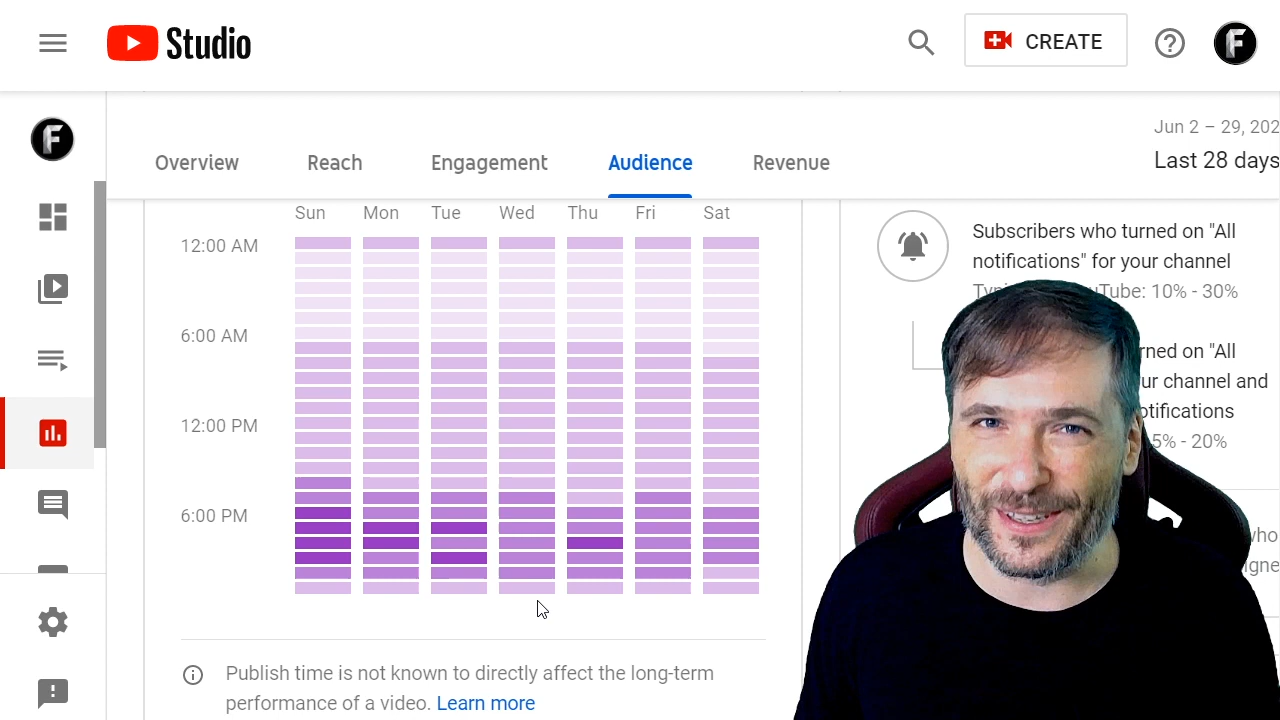 Studio
CREATE
F
F
Overview Reach Engagement Audience Revenue
Jun 2 – 29, 202
Last 28 days
Sun Mon Tue Wed Thu Fri Sat
12:00 AM
6:00 AM
12:00 PM
6:00 PM
Publish time is not known to directly affect the long-term
performance of a video. Learn more
Subscribers who turned on "All
notifications" for your channel
uTube: 10% - 30%
rned on "All
ur channel and
otifications
5% - 20%